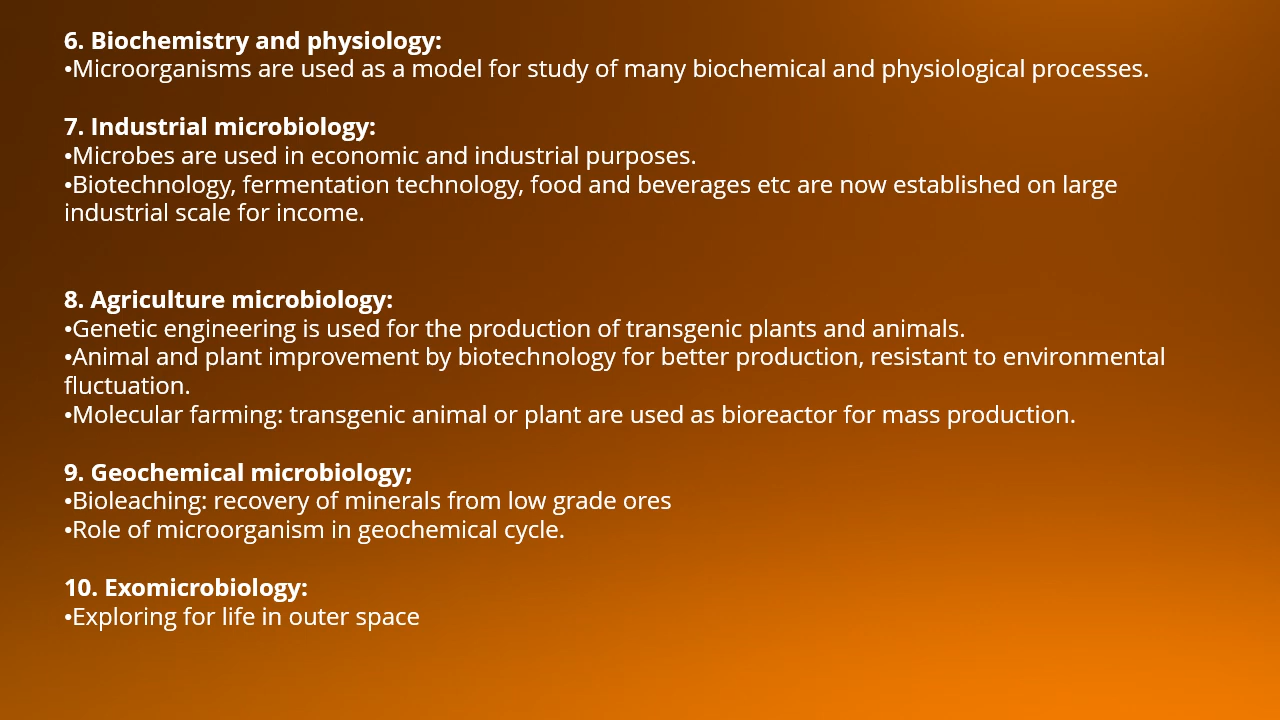 6. Biochemistry and physiology:
•Microorganisms are used as a model for study of many biochemical and physiological processes.
7. Industrial microbiology:
•Microbes are used in economic and industrial purposes.
•Biotechnology, fermentation technology, food and beverages etc are now established on large
industrial scale for income.
8. Agriculture microbiology:
•Genetic engineering is used for the production of transgenic plants and animals.
•Animal and plant improvement by biotechnology for better production, resistant to environmental
fluctuation.
•Molecular farming: transgenic animal or plant are used as bioreactor for mass production.
9. Geochemical microbiology;
•Bioleaching: recovery of minerals from low grade ores
•Role of microorganism in geochemical cycle.
10. Exomicrobiology:
•Exploring for life in outer space